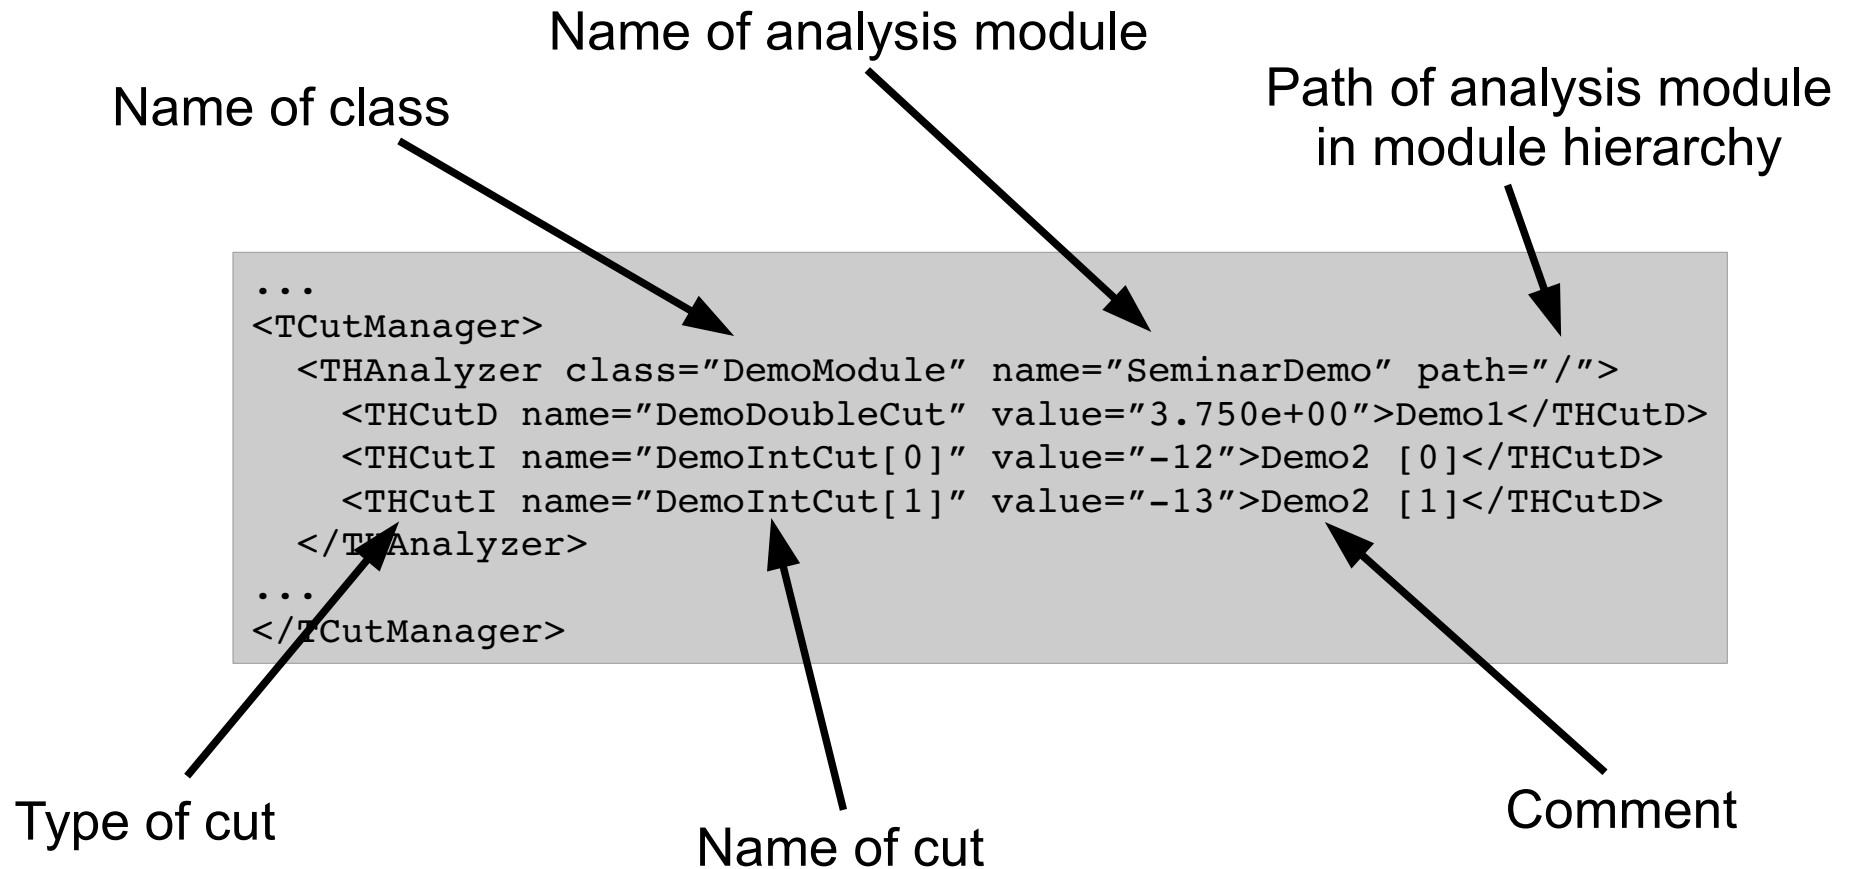 Name of analysis module
Name of class
Path of analysis module
in module hierarchy
...
<TCutManager>
  <THAnalyzer class=”DemoModule” name=”SeminarDemo” path=”/”>
    <THCutD name=”DemoDoubleCut” value=”3.750e+00”>Demo1</THCutD>
    <THCutI name=”DemoIntCut[0]” value=”-12”>Demo2 [0]</THCutD>
    <THCutI name=”DemoIntCut[1]” value=”-13”>Demo2 [1]</THCutD>
  </THAnalyzer>
...
</TCutManager>
Type of cut
Name of cut
Comment